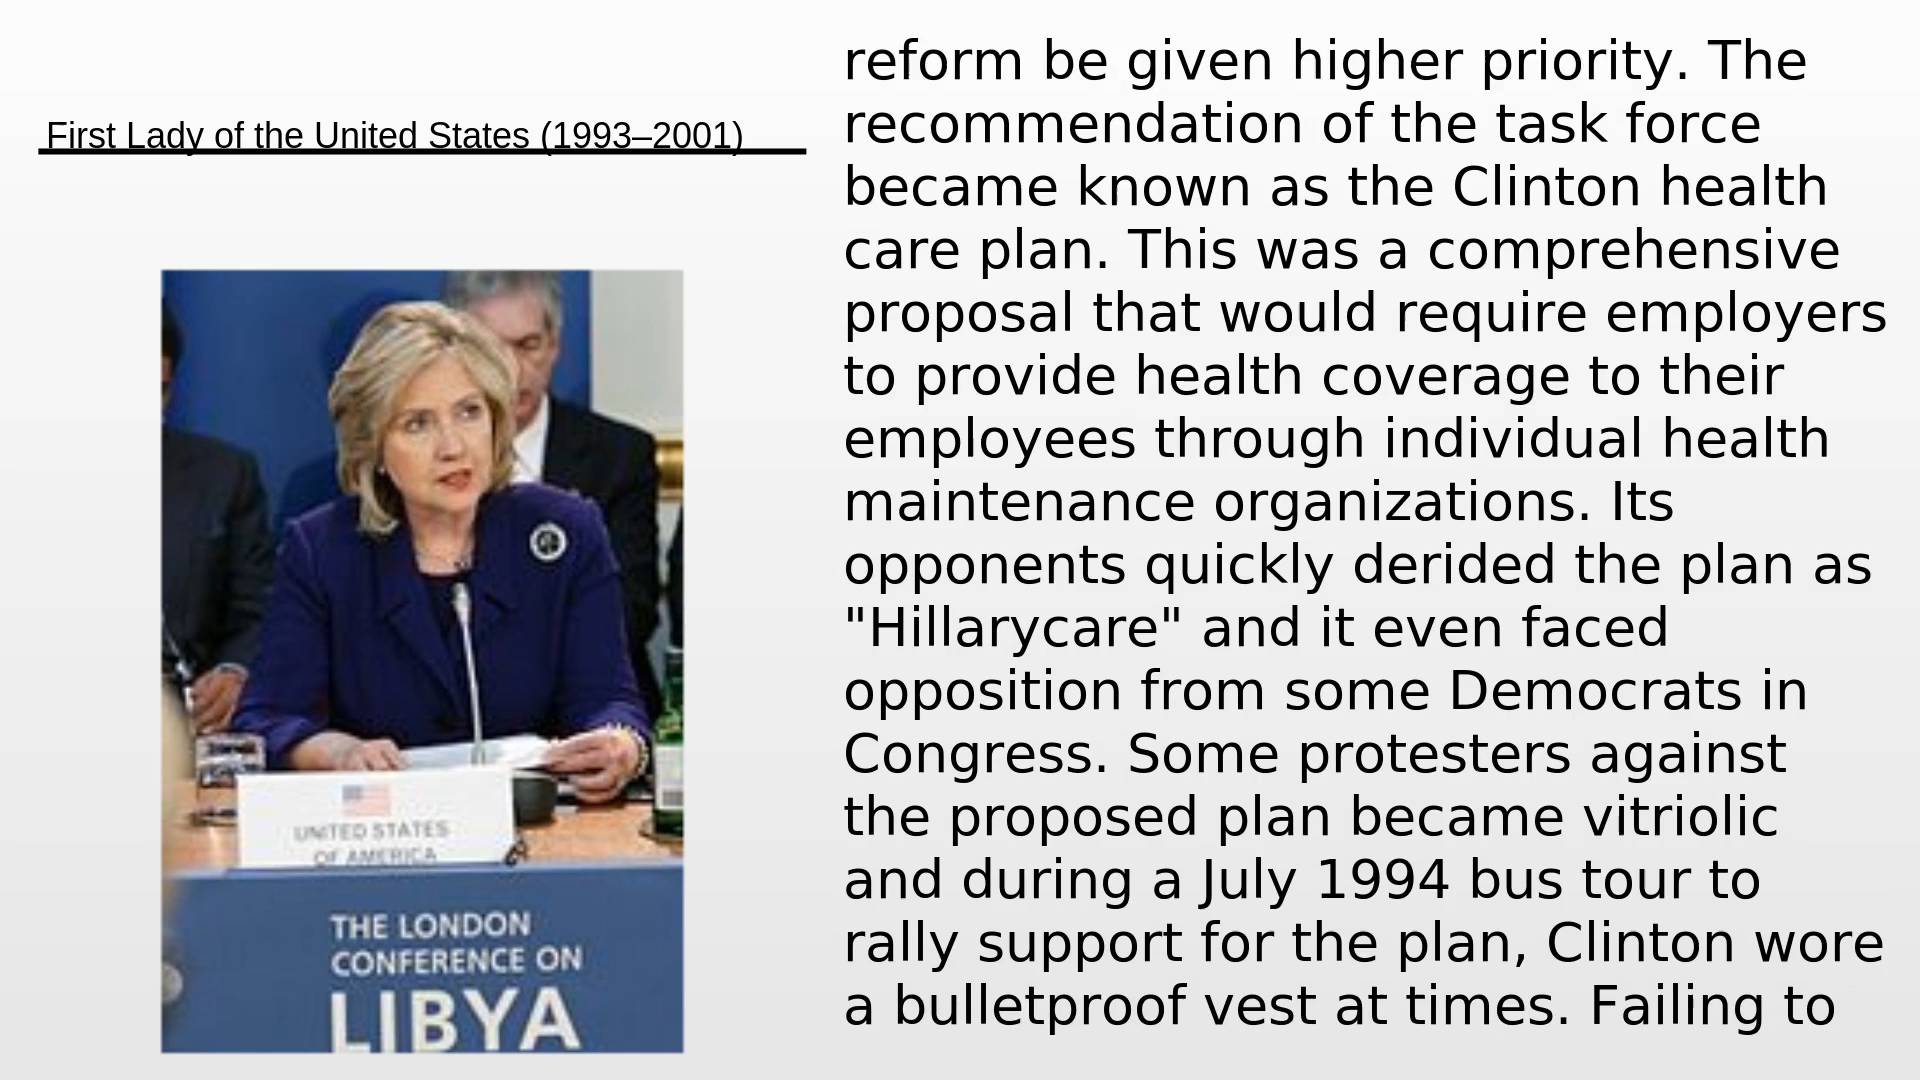 First Lady of the United States (1993–2001)
reform be given higher priority. The
recommendation of the task force
became known as the Clinton health
care plan. This was a comprehensive
proposal that would require employers
to provide health coverage to their
employees through individual health
maintenance organizations. Its
opponents quickly derided the plan as
"Hillarycare" and it even faced
opposition from some Democrats in
Congress. Some protesters against
the proposed plan became vitriolic
and during a July 1994 bus tour to
rally support for the plan, Clinton wore
a bulletproof vest at times. Failing to
UNITED STATES
OF AMERICA
THE LONDON
CONFERENCE ON
LIBYA